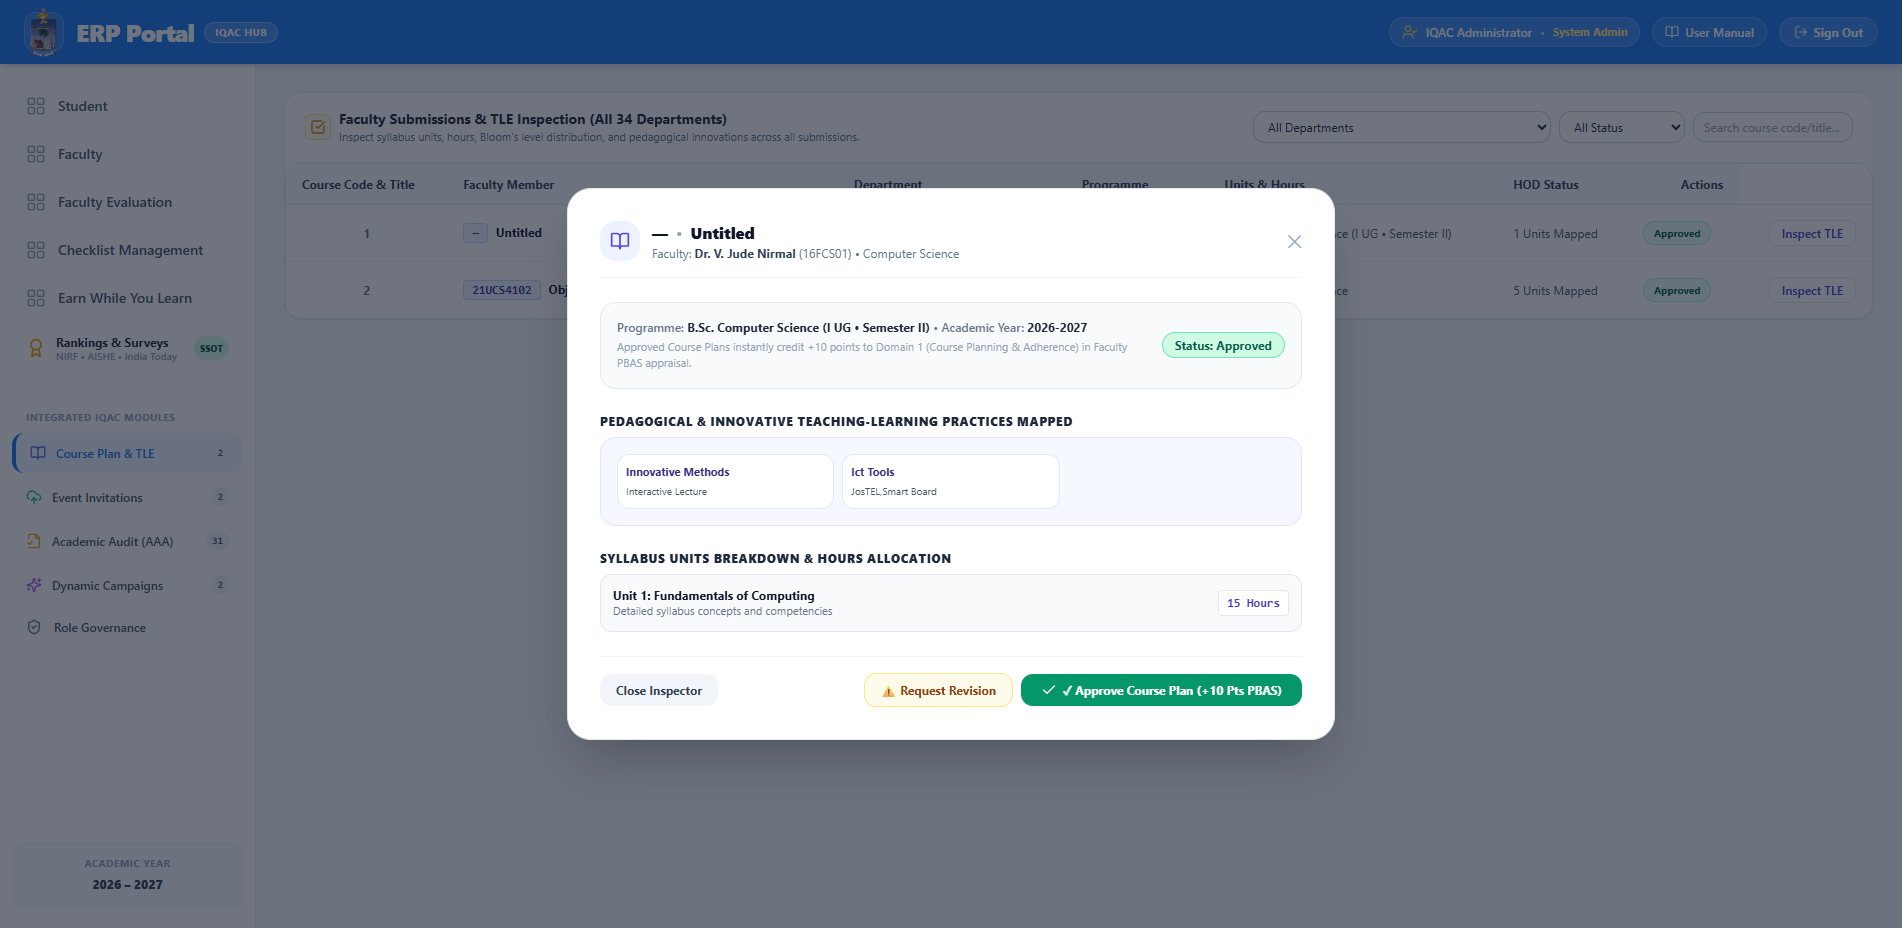 ERP Portal
IQAC HUB
IQAC Administrator • System Admin
User Manual
Sign Out
Student
Faculty
Faculty Evaluation
Checklist Management
Earn While You Learn
Rankings & Surveys
NIRF • AISHE • India Today
SSOT
INTEGRATED IQAC MODULES
Course Plan & TLE
2
Event Invitations
2
Academic Audit (AAA)
31
Dynamic Campaigns
2
Role Governance
ACADEMIC YEAR
2026 – 2027
Faculty Submissions & TLE Inspection (All 34 Departments)
Inspect syllabus units, hours, Bloom's level distribution, and pedagogical innovations across all submissions.
All Departments
All Status
Search course code/title...
Course Code & Title
Faculty Member
Department
Programme
Units & Hours
HOD Status
Actions
1
— Untitled
ce (I UG • Semester II)
1 Units Mapped
Approved
Inspect TLE
2
21UCS4102 Obj
ce
5 Units Mapped
Approved
Inspect TLE
— • Untitled
Faculty: Dr. V. Jude Nirmal (16FCS01) • Computer Science
Programme: B.Sc. Computer Science (I UG • Semester II) • Academic Year: 2026-2027
Approved Course Plans instantly credit +10 points to Domain 1 (Course Planning & Adherence) in Faculty
PBAS appraisal.
Status: Approved
PEDAGOGICAL & INNOVATIVE TEACHING-LEARNING PRACTICES MAPPED
Innovative Methods
Interactive Lecture
Ict Tools
JosTEL,Smart Board
SYLLABUS UNITS BREAKDOWN & HOURS ALLOCATION
Unit 1: Fundamentals of Computing
Detailed syllabus concepts and competencies
15 Hours
Close Inspector
⚠️ Request Revision
✓ ✓ Approve Course Plan (+10 Pts PBAS)